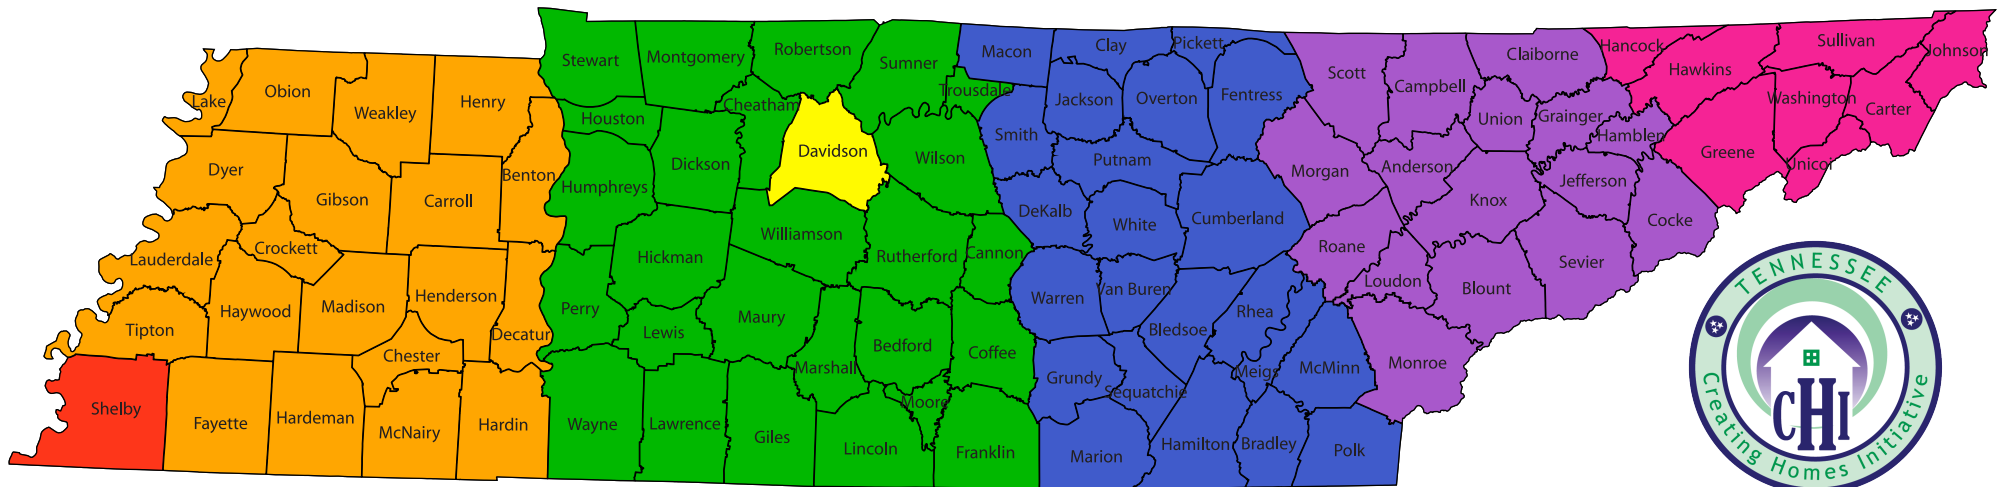 Lake
Obion
Weakley
Henry
Dyer
Gibson
Carroll
Benton
Lauderdale
Crockett
Haywood
Madison
Henderson
Decatur
Tipton
Chester
Shelby
Fayette
Hardeman
McNairy
Hardin
Stewart
Montgomery
Robertson
Sumner
Trousdale
Houston
Cheatham
Dickson
Davidson
Wilson
Humphreys
Williamson
Hickman
Rutherford
Cannon
Perry
Lewis
Maury
Marshall
Bedford
Coffee
Moore
Wayne
Lawrence
Giles
Lincoln
Franklin
Macon
Clay
Pickett
Jackson
Overton
Fentress
Smith
Putnam
DeKalb
White
Cumberland
Warren
Van Buren
Bledsoe
Rhea
Grundy
Sequatchie
Meigs
McMinn
Marion
Hamilton
Bradley
Polk
Scott
Campbell
Claiborne
Union
Grainger
Hamblen
Morgan
Anderson
Knox
Jefferson
Cocke
Roane
Loudon
Blount
Sevier
Monroe
Hancock
Hawkins
Sullivan
Johnson
Washington
Carter
Greene
Unicoi
TENNESSEE
CHI
Creating Homes Initiative